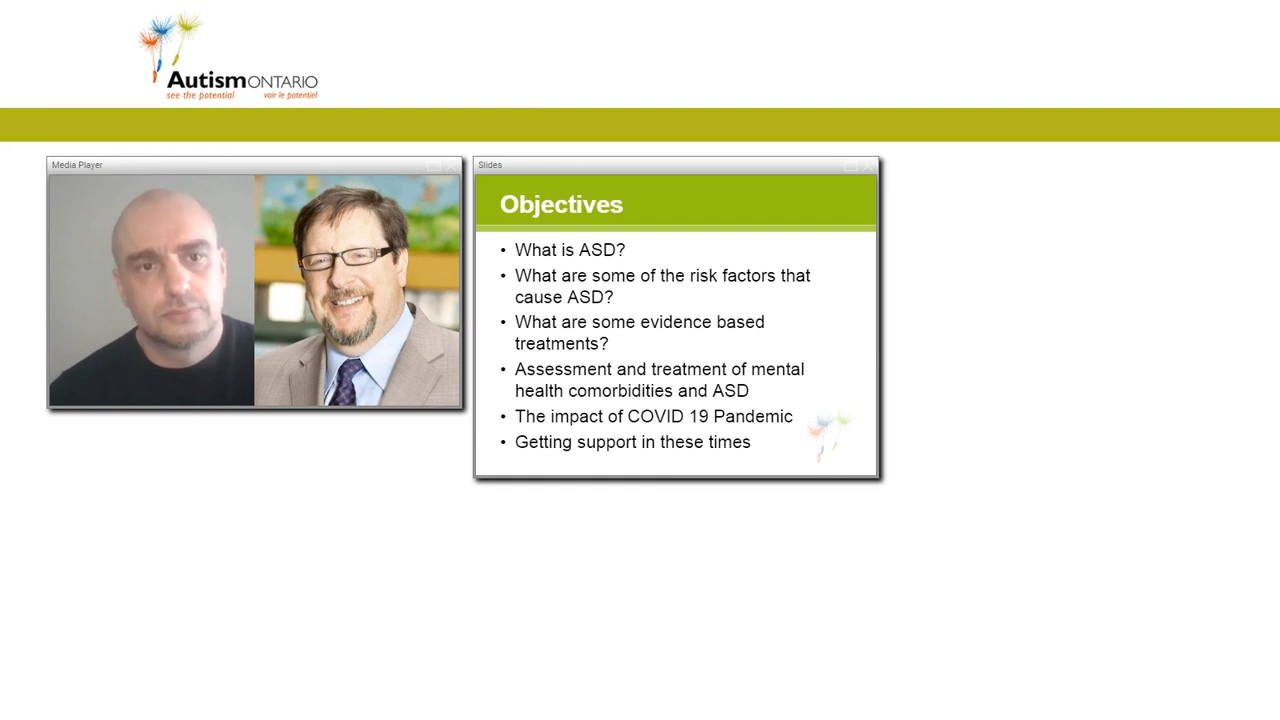 Autism ONTARIO
see the potential voir le potentiel
Media Player
Slides
Objectives
• What is ASD?
• What are some of the risk factors that
cause ASD?
• What are some evidence based
treatments?
• Assessment and treatment of mental
health comorbidities and ASD
• The impact of COVID 19 Pandemic
• Getting support in these times